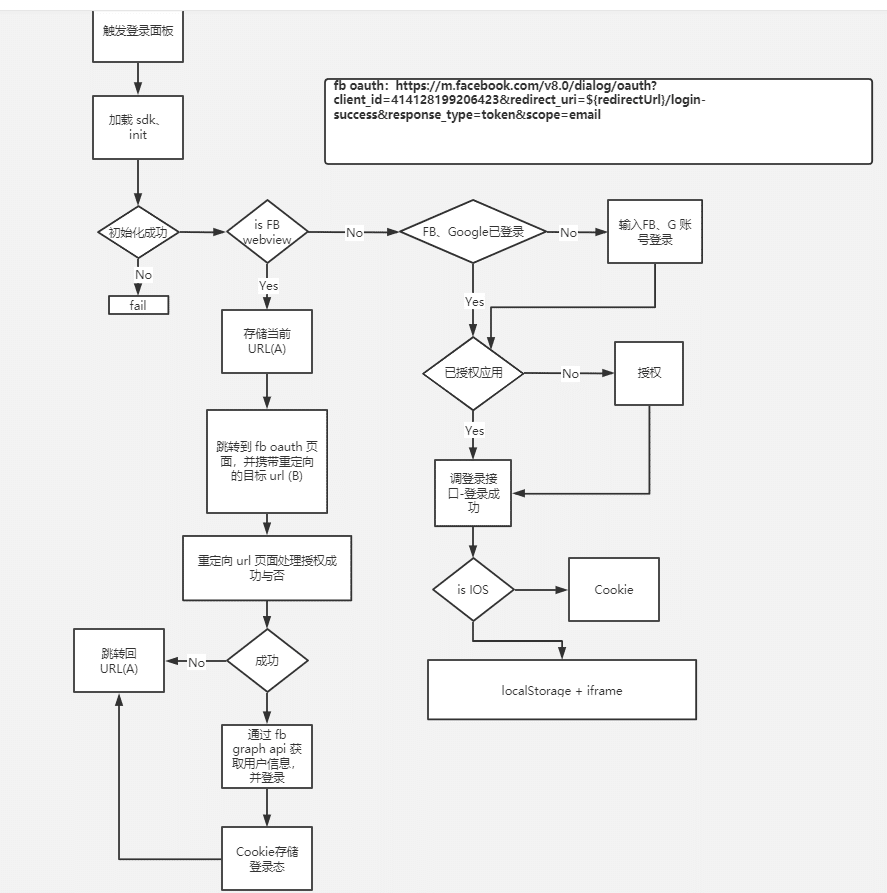 触发登录面板
fb oauth：https://m.facebook.com/v8.0/dialog/oauth?
client_id=414128199206423&redirect_uri=${redirectUrl}/login-
success&response_type=token&scope=email
加载 sdk、
init
初始化成功
is FB
webview
No
FB、Google已登录
No
输入FB、G 账
号登录
No
fail
Yes
Yes
存储当前
URL(A)
已授权应用
No
授权
Yes
跳转到 fb oauth 页
面，并携带重定向
的目标 url (B)
调登录接
口-登录成
功
重定向 url 页面处理授权成
功与否
is IOS
Cookie
跳转回
URL(A)
No
成功
localStorage + iframe
通过 fb
graph api 获
取用户信息，
并登录
Cookie存储
登录态